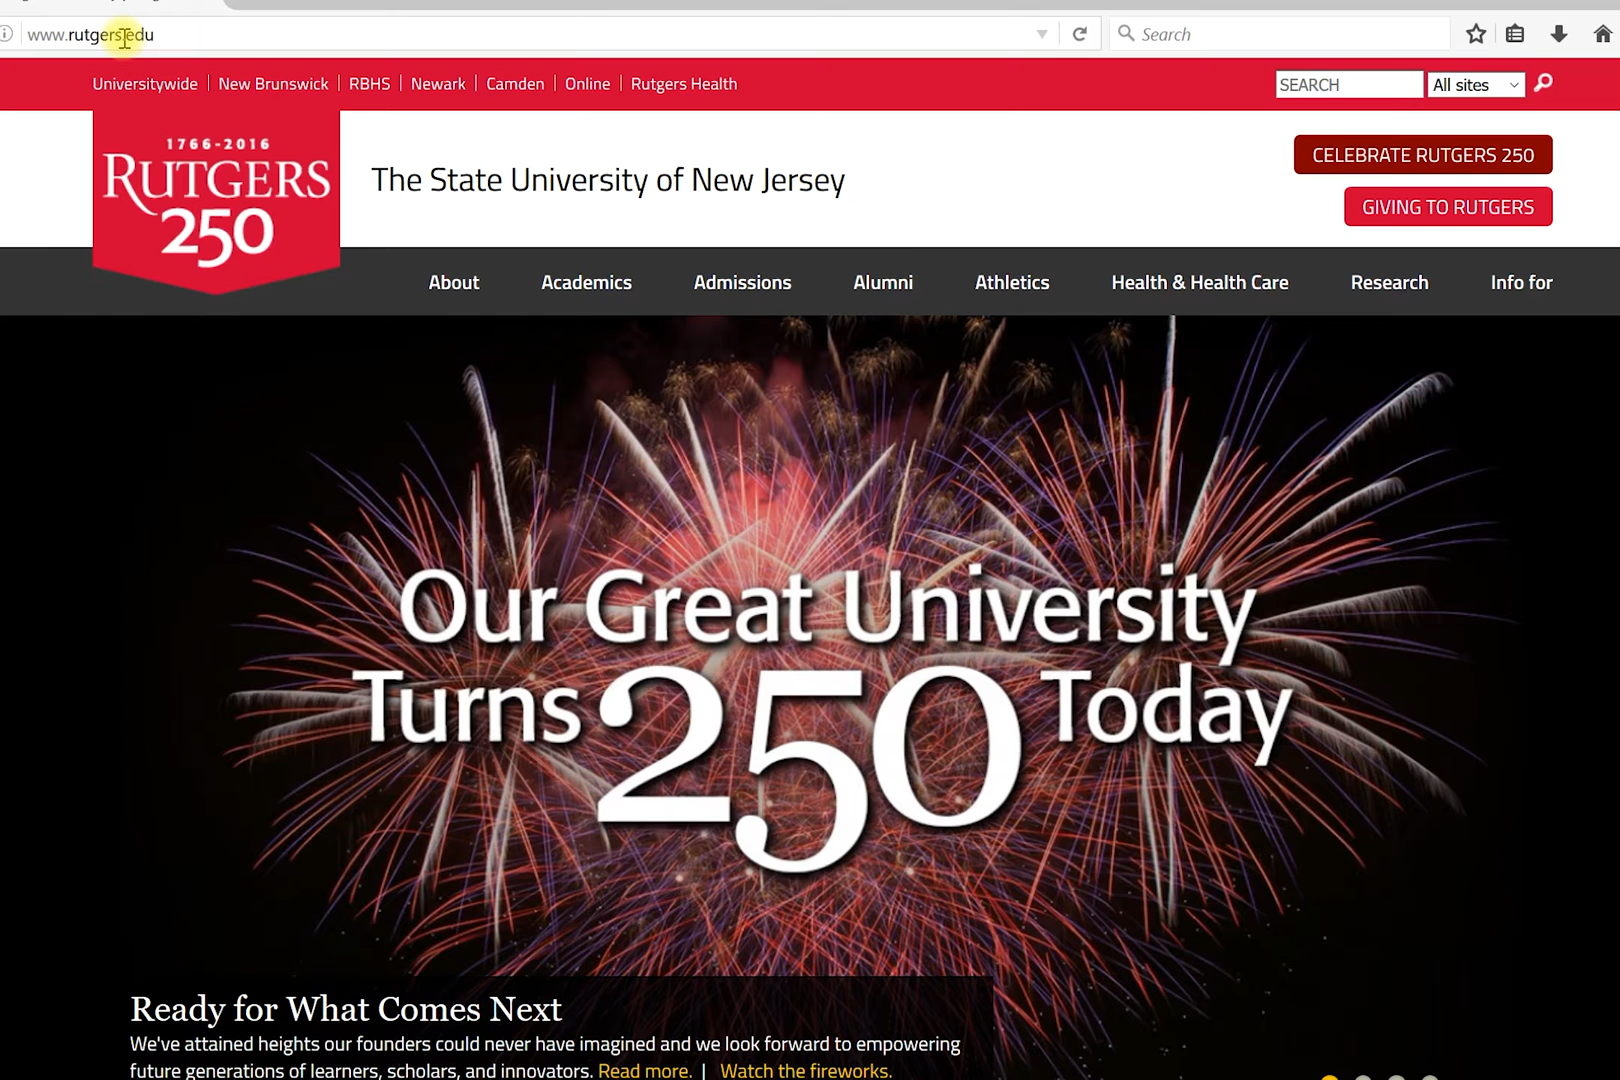 www.rutgers.edu
Search
Universitywide New Brunswick RBHS Newark Camden Online Rutgers Health
SEARCH
All sites
1766-2016
RUTGERS
250
The State University of New Jersey
CELEBRATE RUTGERS 250
GIVING TO RUTGERS
About Academics Admissions Alumni Athletics Health & Health Care Research Info for
Our Great University
Turns 250 Today
Ready for What Comes Next
We've attained heights our founders could never have imagined and we look forward to empowering
future generations of learners, scholars, and innovators. Read more. | Watch the fireworks.